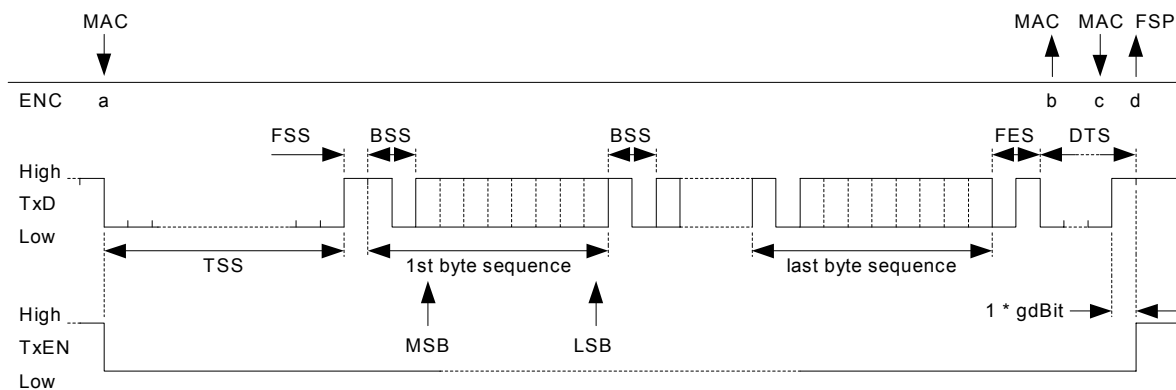 MAC MAC MAC FSP
ENC a b c d
FSS BSS BSS FES DTS
High
TxD
Low
TSS 1st byte sequence last byte sequence
High 1 * gdBit
TxEN MSB LSB
Low